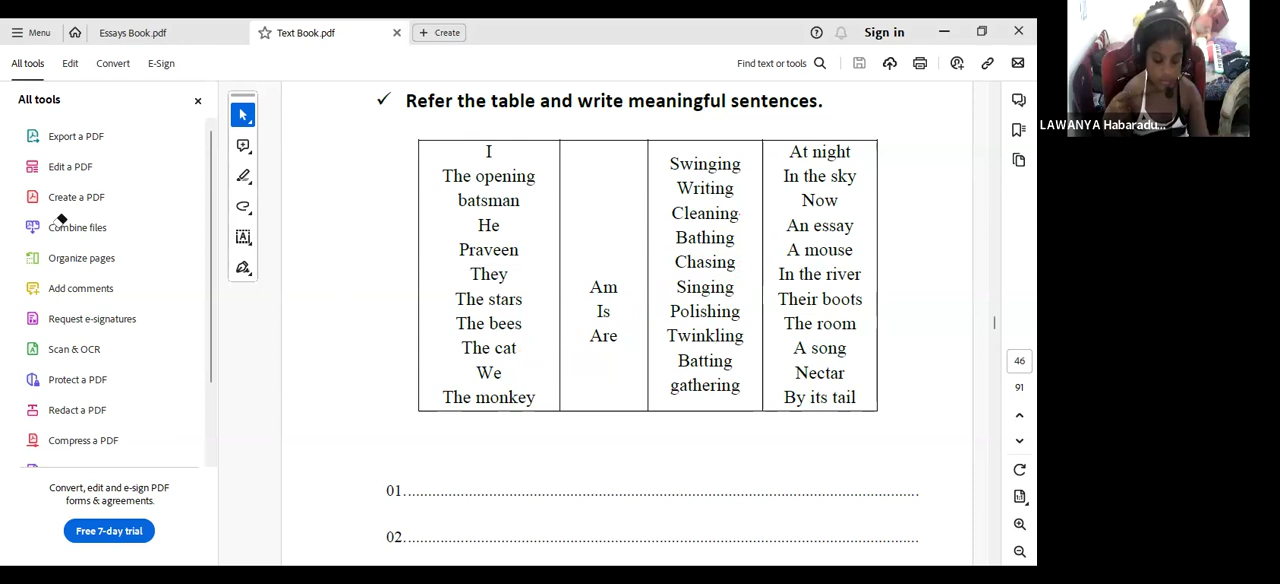 Menu
Essays Book.pdf
Text Book.pdf
Create
Sign in
All tools
Edit
Convert
E-Sign
Find text or tools
All tools
Export a PDF
Edit a PDF
Create a PDF
Combine files
Organize pages
Add comments
Request e-signatures
Scan & OCR
Protect a PDF
Redact a PDF
Compress a PDF
Convert, edit and e-sign PDF
forms & agreements.
Free 7-day trial
✓ Refer the table and write meaningful sentences.
I
The opening
batsman
He
Praveen
They
The stars
The bees
The cat
We
The monkey
Am
Is
Are
Swinging
Writing
Cleaning
Bathing
Chasing
Singing
Polishing
Twinkling
Batting
gathering
At night
In the sky
Now
An essay
A mouse
In the river
Their boots
The room
A song
Nectar
By its tail
01.
02.
46
91
LAWANYA Habaradu...